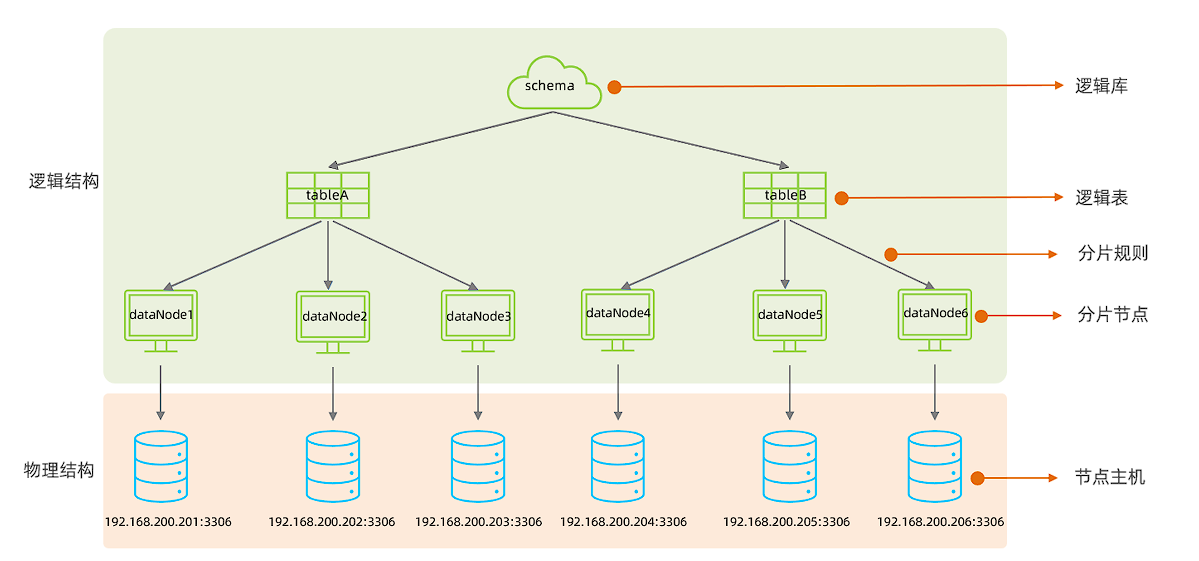 schema
逻辑库
逻辑结构
tableA
tableB
逻辑表
分片规则
dataNode1
dataNode2
dataNode3
dataNode4
dataNode5
dataNode6
分片节点
物理结构
节点主机
192.168.200.201:3306
192.168.200.202:3306
192.168.200.203:3306
192.168.200.204:3306
192.168.200.205:3306
192.168.200.206:3306